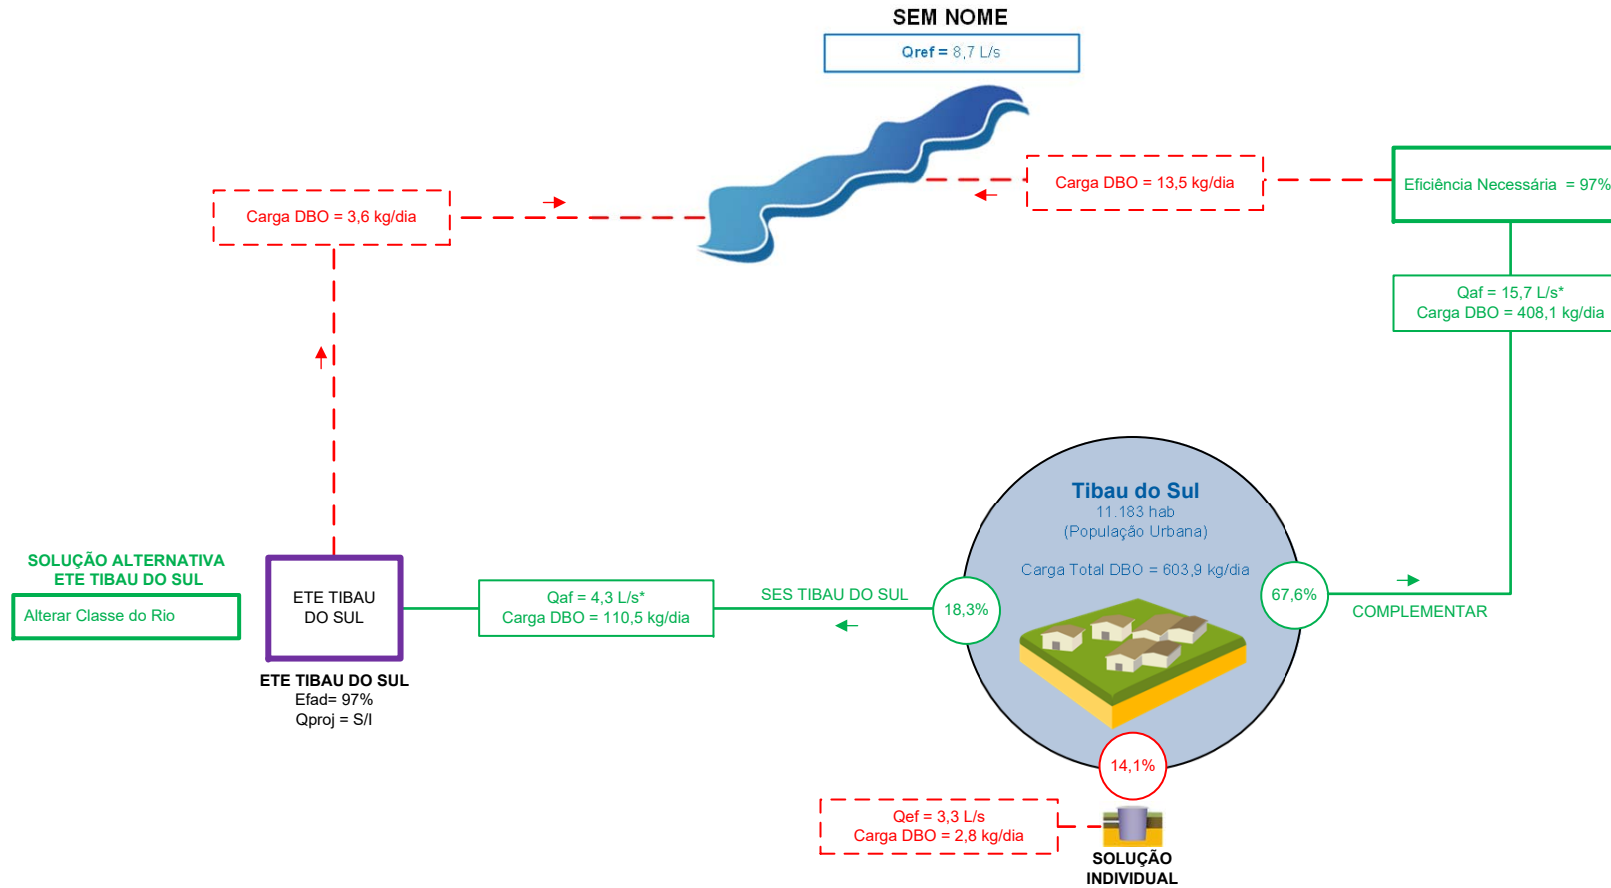 SEM NOME
Qref = 8,7 L/s
Carga DBO = 13,5 kg/dia
Eficiência Necessária = 97%
Carga DBO = 3,6 kg/dia
Qaf = 15,7 L/s*
Carga DBO = 408,1 kg/dia
Tibau do Sul
11.183 hab
(População Urbana)
Carga Total DBO = 603,9 kg/dia
SOLUÇÃO ALTERNATIVA
ETE TIBAU DO SUL
Alterar Classe do Rio
ETE TIBAU
DO SUL
Qaf = 4,3 L/s*
Carga DBO = 110,5 kg/dia
SES TIBAU DO SUL
18,3%
67,6%
COMPLEMENTAR
ETE TIBAU DO SUL
Efad= 97%
Qproj = S/I
14,1%
Qef = 3,3 L/s
Carga DBO = 2,8 kg/dia
SOLUÇÃO
INDIVIDUAL